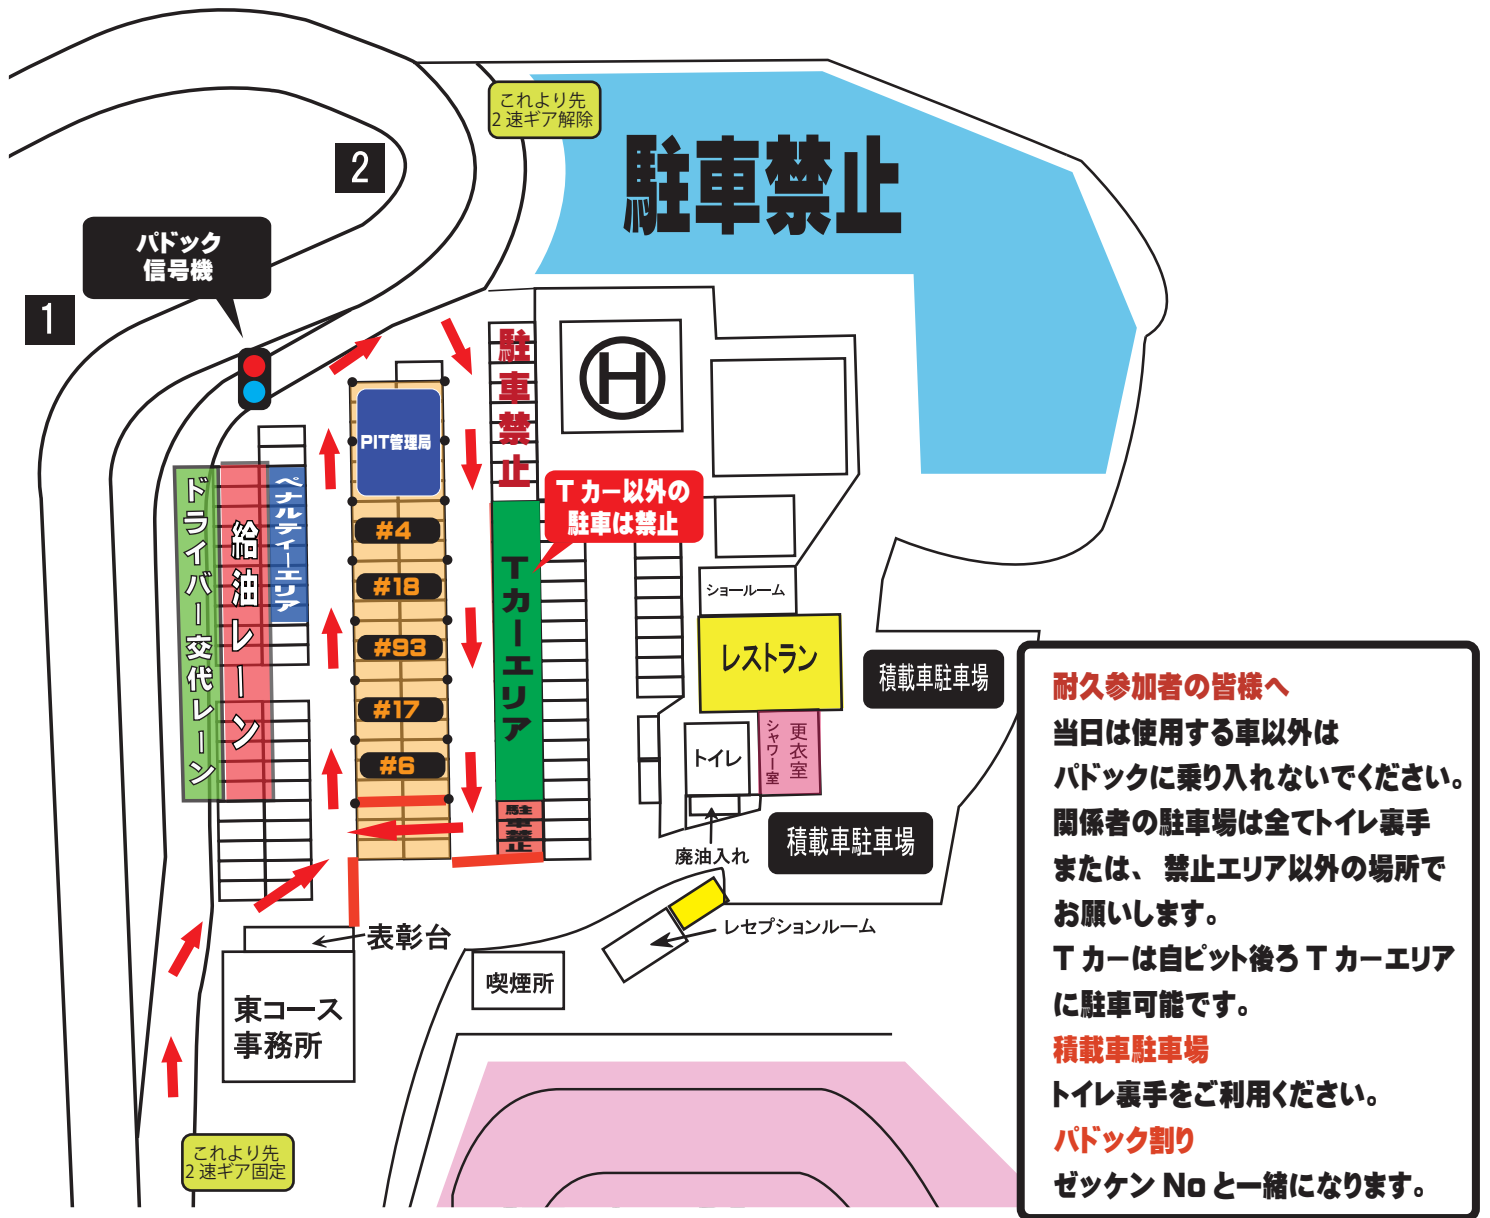 これより先
2速ギア解除
駐車禁止
2
パドック
信号機
1
駐車禁止
PIT管理局
Tカー以外の
駐車は禁止
ドライバー交代レーン
給油レーン
ペナルティーエリア
#4
#18
#93
#17
#6
Tカーエリア
駐車禁止
H
ショールーム
レストラン
積載車駐車場
トイレ
シャワー室
更衣室
廃油入れ
積載車駐車場
レセプションルーム
表彰台
喫煙所
東コース
事務所
これより先
2速ギア固定
耐久参加者の皆様へ
当日は使用する車以外は
パドックに乗り入れないでください。
関係者の駐車場は全てトイレ裏手
または、禁止エリア以外の場所で
お願いします。
Tカーは自ピット後ろTカーエリア
に駐車可能です。
積載車駐車場
トイレ裏手をご利用ください。
パドック割り
ゼッケンNoと一緒になります。